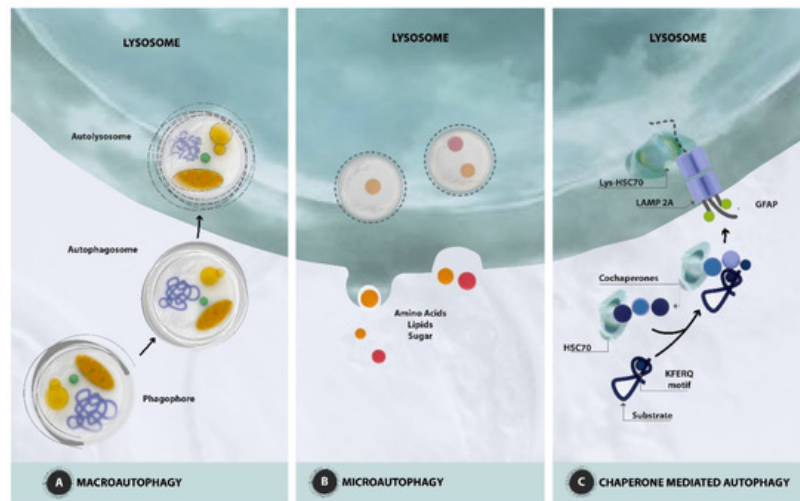 LYSOSOME
Autolysosome
Autophagosome
Phagophore
A MACROAUTOPHAGY
LYSOSOME
Amino Acids
Lipids
Sugar
B MICROAUTOPHAGY
LYSOSOME
Lys-HSC70
LAMP 2A
GFAP
Cochaperones
HSC70
KFERQ
motif
Substrate
C CHAPERONE MEDIATED AUTOPHAGY